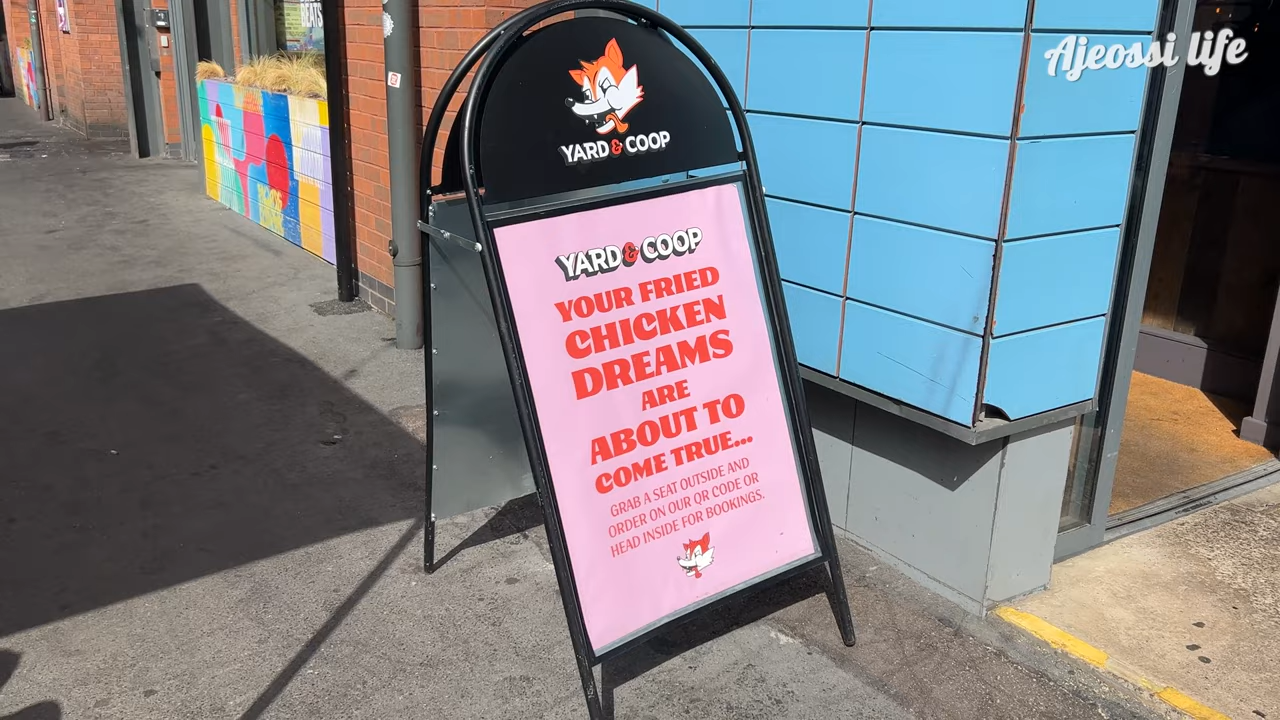 Ajeossi life
YARD & COOP
YARD & COOP
YOUR FRIED
CHICKEN
DREAMS
ARE
ABOUT TO
COME TRUE...
GRAB A SEAT OUTSIDE AND
ORDER ON OUR QR CODE OR
HEAD INSIDE FOR BOOKINGS.